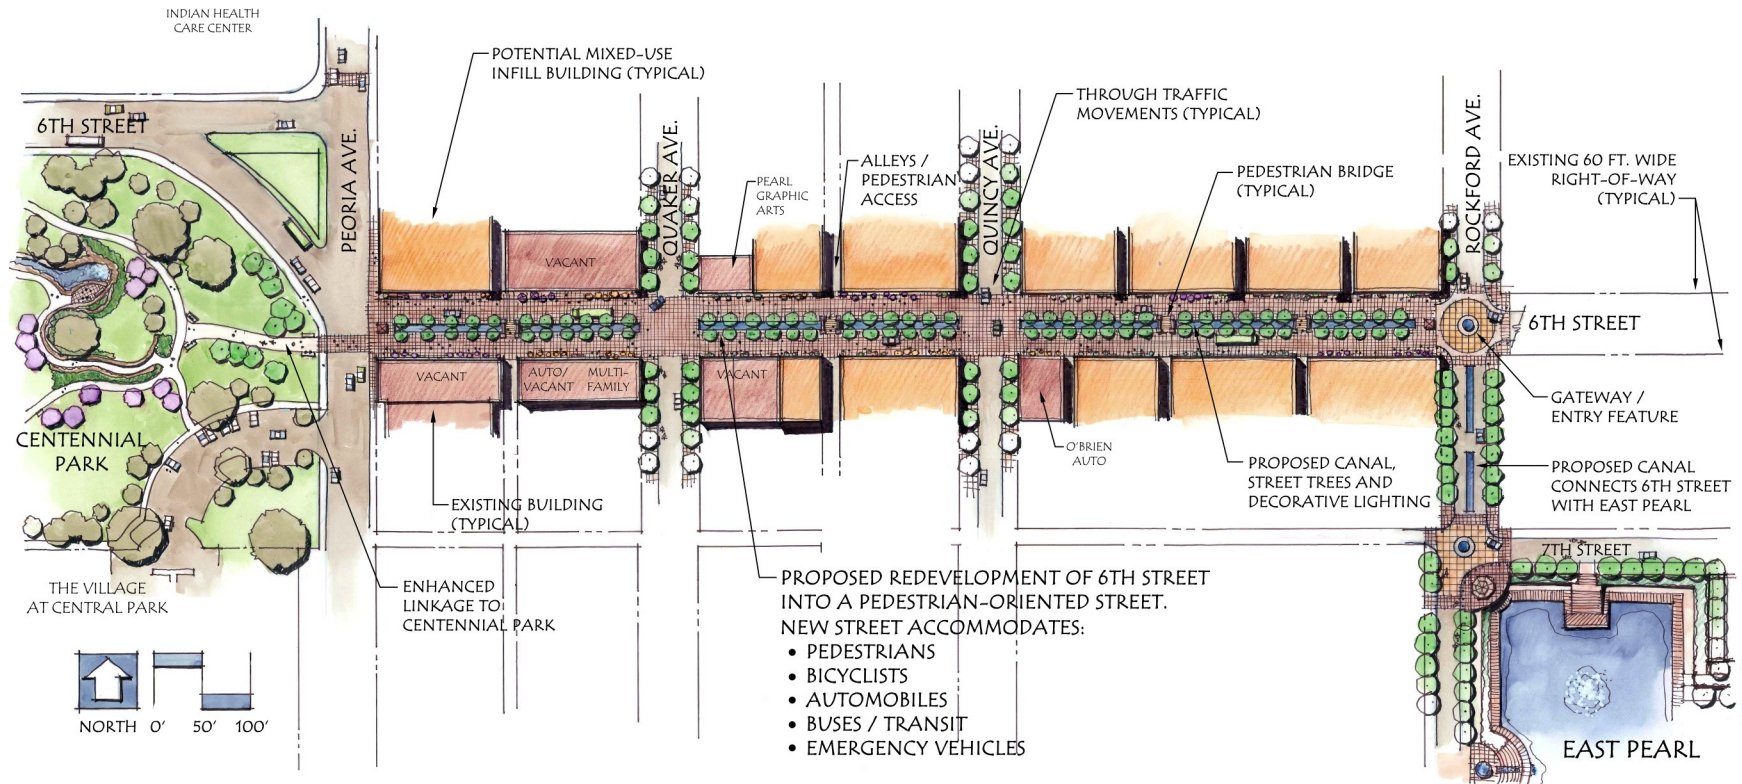 INDIAN HEALTH
CARE CENTER
6TH STREET
PEORIA AVE.
POTENTIAL MIXED-USE
INFILL BUILDING (TYPICAL)
QUAKER AVE.
PEARL
GRAPHIC
ARTS
ALLEYS /
PEDESTRIAN
ACCESS
QUINCY AVE.
THROUGH TRAFFIC
MOVEMENTS (TYPICAL)
PEDESTRIAN BRIDGE
(TYPICAL)
ROCKFORD AVE.
EXISTING 60 FT. WIDE
RIGHT-OF-WAY
(TYPICAL)
VACANT
6TH STREET
VACANT
AUTO/
VACANT
MULTI-
FAMILY
VACANT
O'BRIEN
AUTO
GATEWAY /
ENTRY FEATURE
CENTENNIAL
PARK
EXISTING BUILDING
(TYPICAL)
PROPOSED CANAL,
STREET TREES AND
DECORATIVE LIGHTING
PROPOSED CANAL
CONNECTS 6TH STREET
WITH EAST PEARL
7TH STREET
THE VILLAGE
AT CENTRAL PARK
ENHANCED
LINKAGE TO
CENTENNIAL PARK
PROPOSED REDEVELOPMENT OF 6TH STREET
INTO A PEDESTRIAN-ORIENTED STREET.
NEW STREET ACCOMMODATES:
• PEDESTRIANS
• BICYCLISTS
• AUTOMOBILES
• BUSES / TRANSIT
• EMERGENCY VEHICLES
NORTH 0' 50' 100'
EAST PEARL